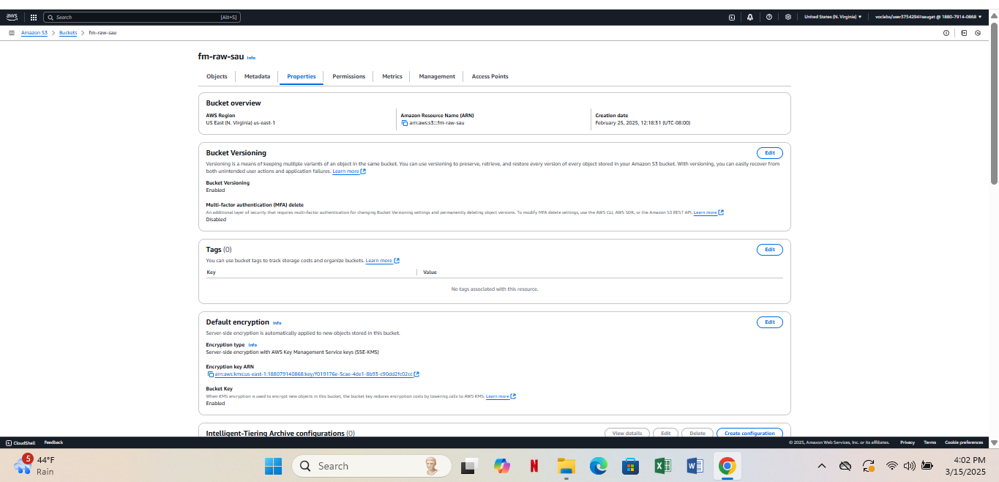 aws
Search [Alt+S]
United States (N. Virginia) ▼
voclabs/user3754294=sauget @ 1880-7914-0868 ▼
Amazon S3 > Buckets > fm-raw-sau
fm-raw-sau Info
Objects Metadata Properties Permissions Metrics Management Access Points
Bucket overview
AWS Region
US East (N. Virginia) us-east-1
Amazon Resource Name (ARN)
arn:aws:s3:::fm-raw-sau
Creation date
February 25, 2025, 12:18:31 (UTC-08:00)
Bucket Versioning
Edit
Versioning is a means of keeping multiple variants of an object in the same bucket. You can use versioning to preserve, retrieve, and restore every version of every object stored in your Amazon S3 bucket. With versioning, you can easily recover from
both unintended user actions and application failures. Learn more
Bucket Versioning
Enabled
Multi-factor authentication (MFA) delete
An additional layer of security that requires multi-factor authentication for changing Bucket Versioning settings and permanently deleting object versions. To modify MFA delete settings, use the AWS CLI, AWS SDK, or the Amazon S3 REST API. Learn more
Disabled
Tags (0)
Edit
You can use bucket tags to track storage costs and organize buckets. Learn more
Key Value
No tags associated with this resource.
Default encryption Info
Edit
Server-side encryption is automatically applied to new objects stored in this bucket.
Encryption type Info
Server-side encryption with AWS Key Management Service keys (SSE-KMS)
Encryption key ARN
arn:aws:kms:us-east-1:188079140868:key/f019176e-5cae-4de1-8b93-c90dd2fc02cc
Bucket Key
When KMS encryption is used to encrypt new objects in this bucket, the bucket key reduces encryption costs by lowering calls to AWS KMS. Learn more
Enabled
Intelligent-Tiering Archive configurations (0)
View details Edit Delete Create configuration
CloudShell Feedback
© 2025, Amazon Web Services, Inc. or its affiliates. Privacy Terms Cookie preferences
5
44°F
Rain
Search
4:02 PM
3/15/2025